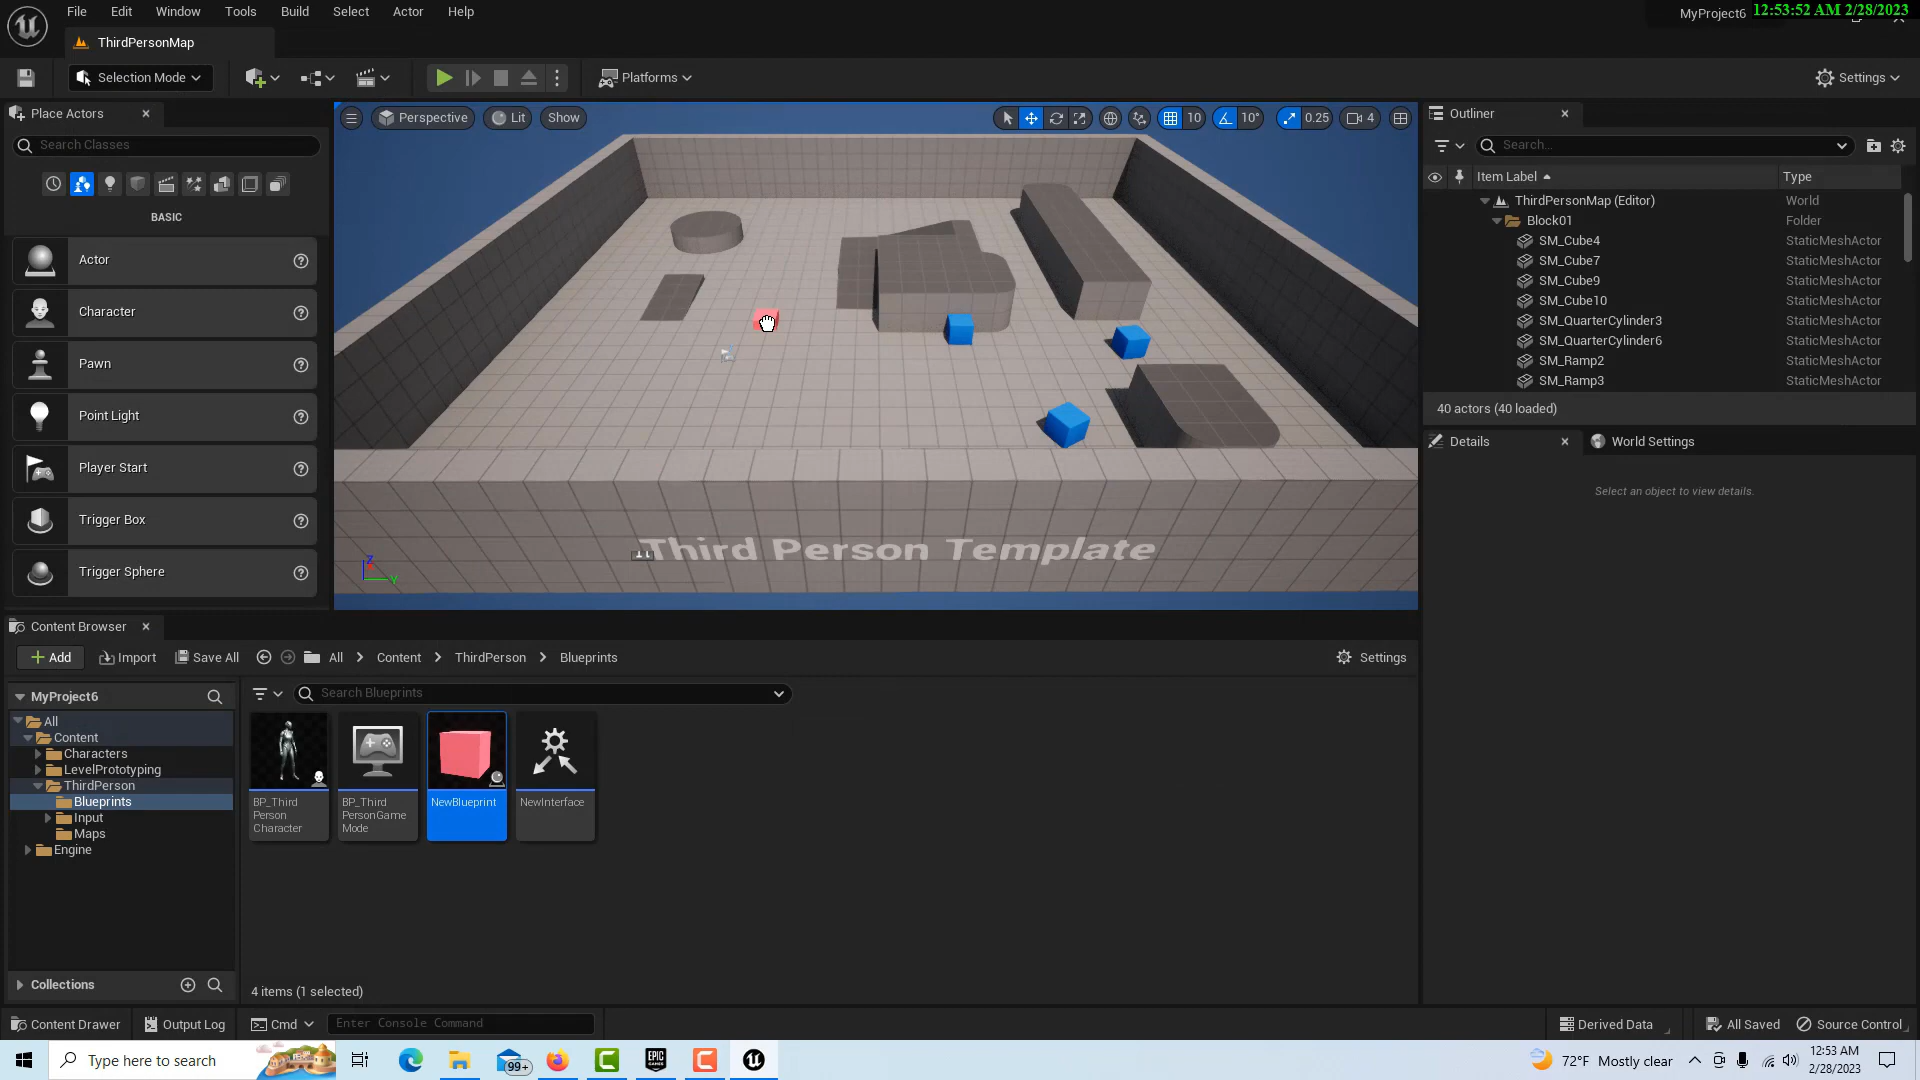 File Edit Window Tools Build Select Actor Help
MyProject6 12:53:52 AM 2/28/2023
ThirdPersonMap
Selection Mode Platforms Settings
Place Actors
Search Classes
BASIC
Actor
Character
Pawn
Point Light
Player Start
Trigger Box
Trigger Sphere
Perspective Lit Show 10 10° 0.25 4
Third Person Template
Z
Y
Outliner
Search...
Item Label Type
ThirdPersonMap (Editor) World
Block01 Folder
SM_Cube4 StaticMeshActor
SM_Cube7 StaticMeshActor
SM_Cube9 StaticMeshActor
SM_Cube10 StaticMeshActor
SM_QuarterCylinder3 StaticMeshActor
SM_QuarterCylinder6 StaticMeshActor
SM_Ramp2 StaticMeshActor
SM_Ramp3 StaticMeshActor
40 actors (40 loaded)
Details World Settings
Select an object to view details.
Content Browser
Add Import Save All All Content ThirdPerson Blueprints Settings
MyProject6
All
Content
Characters
LevelPrototyping
ThirdPerson
Blueprints
Input
Maps
Engine
Collections
Search Blueprints
BP_Third
Person
Character
BP_Third
PersonGame
Mode
NewBlueprint
NewInterface
4 items (1 selected)
Content Drawer Output Log Cmd Enter Console Command Derived Data All Saved Source Control
Type here to search 99+ EPIC GAMES 72°F Mostly clear 12:53 AM
2/28/2023